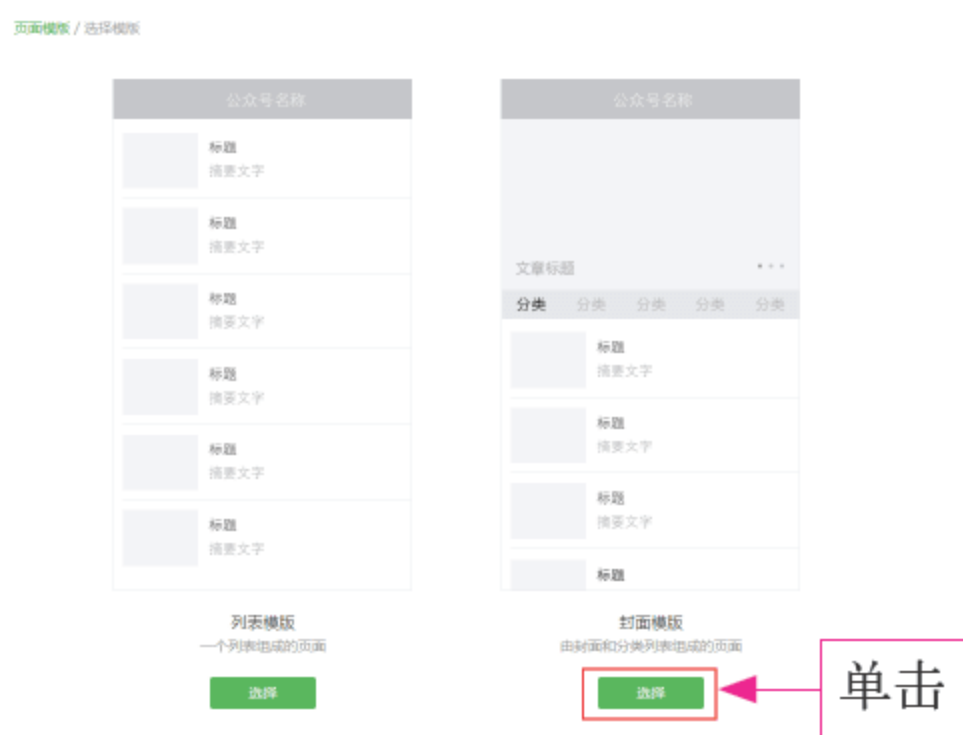 页面模版 / 选择模版
公众号名称
标题
摘要文字
标题
摘要文字
标题
摘要文字
标题
摘要文字
标题
摘要文字
标题
摘要文字
列表模版
一个列表组成的页面
选择
公众号名称
文章标题
分类 分类 分类 分类 分类
标题
摘要文字
标题
摘要文字
标题
摘要文字
标题
封面模版
由封面和分类列表组成的页面
选择
单击